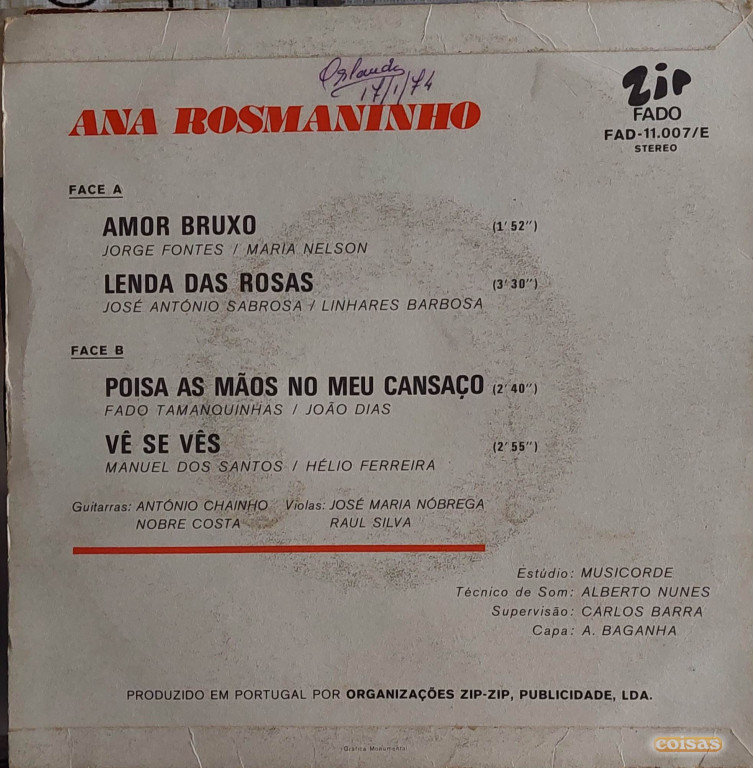 Orlando
17/1/74
ANA ROSMANINHO
Zip
FADO
FAD-11.007/E
STEREO
FACE A
AMOR BRUXO (1'52")
JORGE FONTES / MARIA NELSON
LENDA DAS ROSAS (3'30")
JOSÉ ANTÓNIO SABROSA / LINHARES BARBOSA
FACE B
POISA AS MÃOS NO MEU CANSAÇO (2'40")
FADO TAMANQUINHAS / JOÃO DIAS
VÊ SE VÊS (2'55")
MANUEL DOS SANTOS / HÉLIO FERREIRA
Guitarras: ANTÓNIO CHAINHO Violas: JOSÉ MARIA NÓBREGA
NOBRE COSTA RAUL SILVA
Estúdio: MUSICORDE
Técnico de Som: ALBERTO NUNES
Supervisão: CARLOS BARRA
Capa: A. BAGANHA
PRODUZIDO EM PORTUGAL POR ORGANIZAÇÕES ZIP-ZIP, PUBLICIDADE, LDA.
Gráfica Monumental
coisas